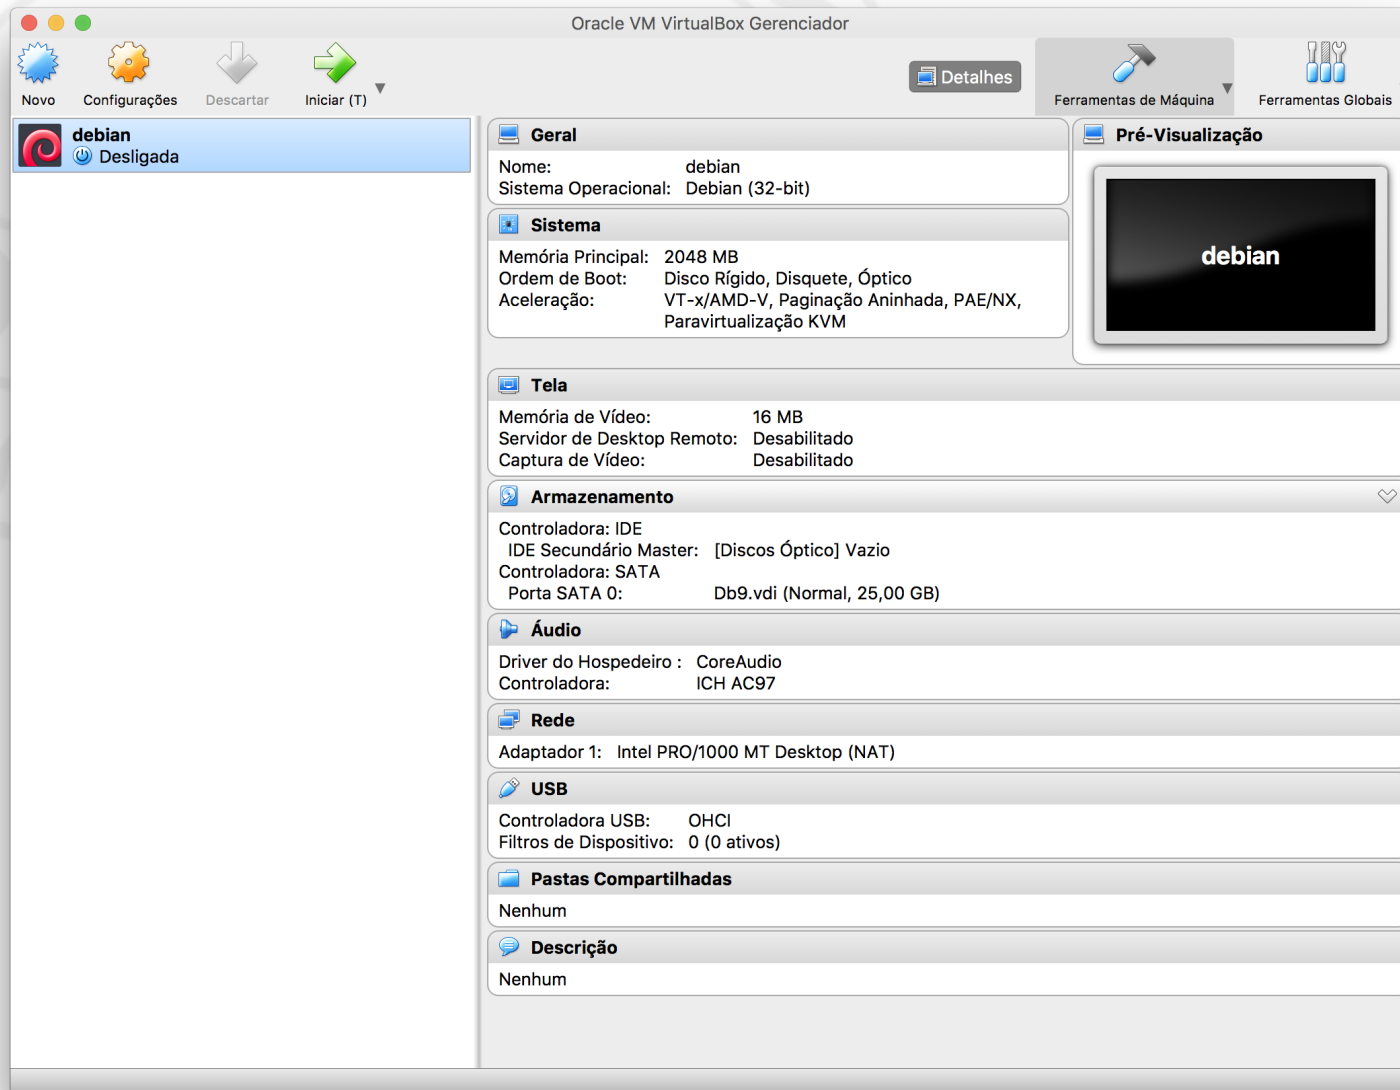 Oracle VM VirtualBox Gerenciador
Novo
Configurações
Descartar
Iniciar (T)
Detalhes
Ferramentas de Máquina
Ferramentas Globais
debian
Desligada
Geral
Nome: debian
Sistema Operacional: Debian (32-bit)
Pré-Visualização
debian
Sistema
Memória Principal: 2048 MB
Ordem de Boot: Disco Rígido, Disquete, Óptico
Aceleração: VT-x/AMD-V, Paginação Aninhada, PAE/NX,
Paravirtualização KVM
Tela
Memória de Vídeo: 16 MB
Servidor de Desktop Remoto: Desabilitado
Captura de Vídeo: Desabilitado
Armazenamento
Controladora: IDE
IDE Secundário Master: [Discos Óptico] Vazio
Controladora: SATA
Porta SATA 0: Db9.vdi (Normal, 25,00 GB)
Áudio
Driver do Hospedeiro : CoreAudio
Controladora: ICH AC97
Rede
Adaptador 1: Intel PRO/1000 MT Desktop (NAT)
USB
Controladora USB: OHCI
Filtros de Dispositivo: 0 (0 ativos)
Pastas Compartilhadas
Nenhum
Descrição
Nenhum